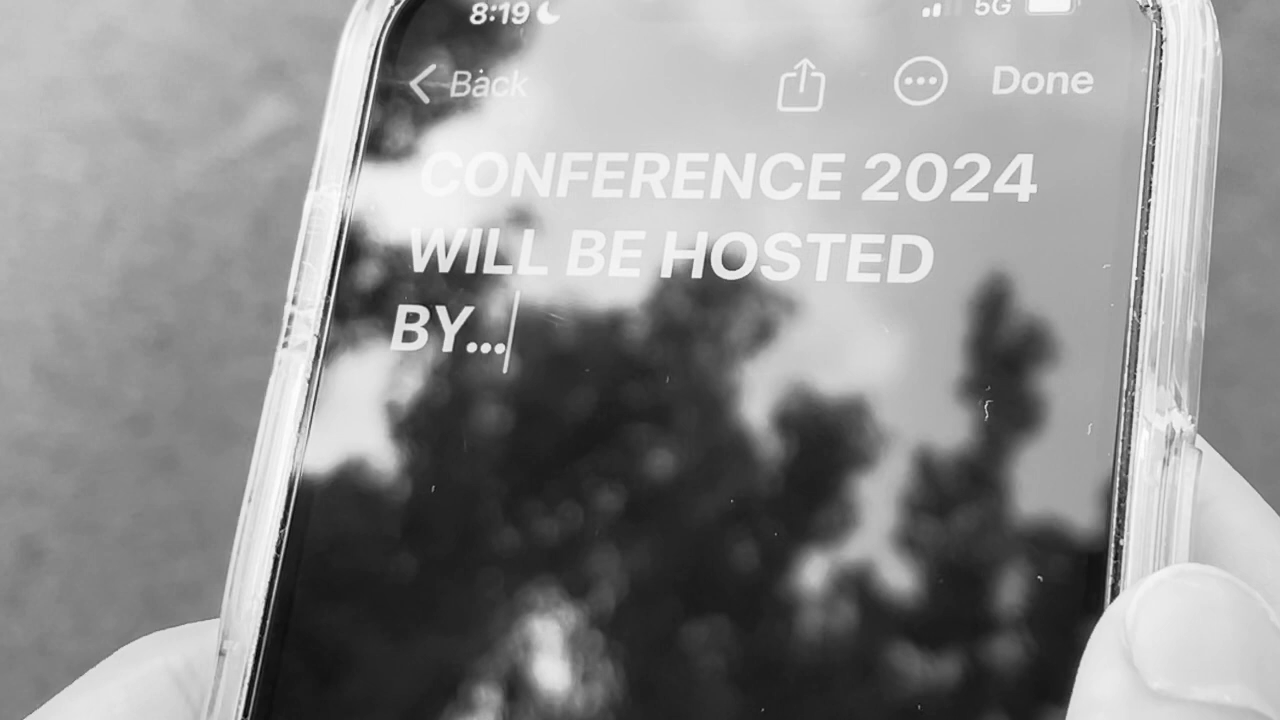 8:19
5G
Back
Done
CONFERENCE 2024
WILL BE HOSTED
BY...